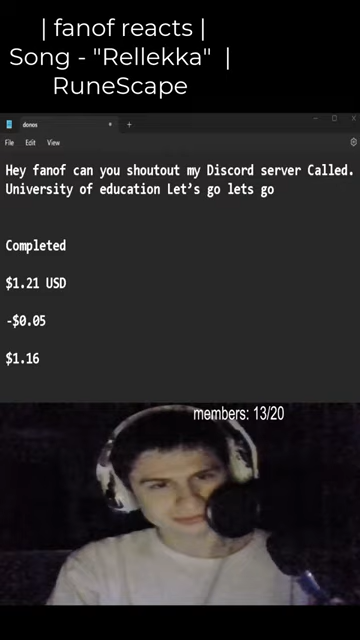 | fanof reacts |
Song - "Rellekka" |
RuneScape
donos
File Edit View
Hey fanof can you shoutout my Discord server Called.
University of education Let’s go lets go
Completed
$1.21 USD
-$0.05
$1.16
members: 13/20